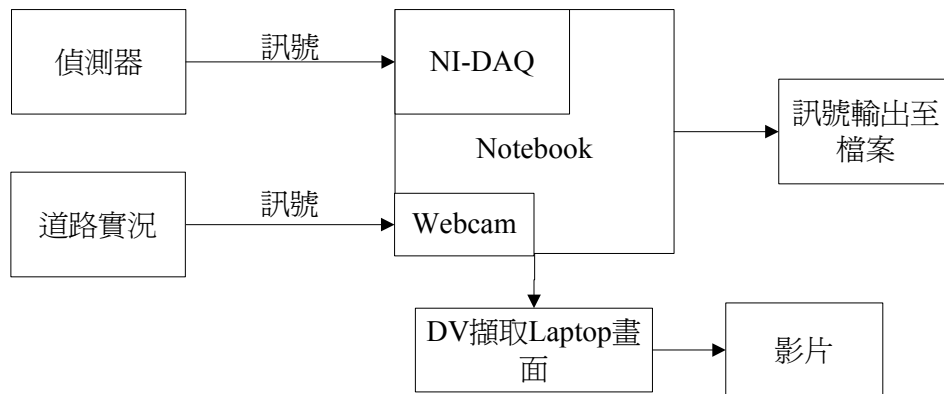 偵測器
訊號
NI-DAQ
Notebook
訊號輸出至
檔案
道路實況
訊號
Webcam
DV擷取Laptop畫
面
影片